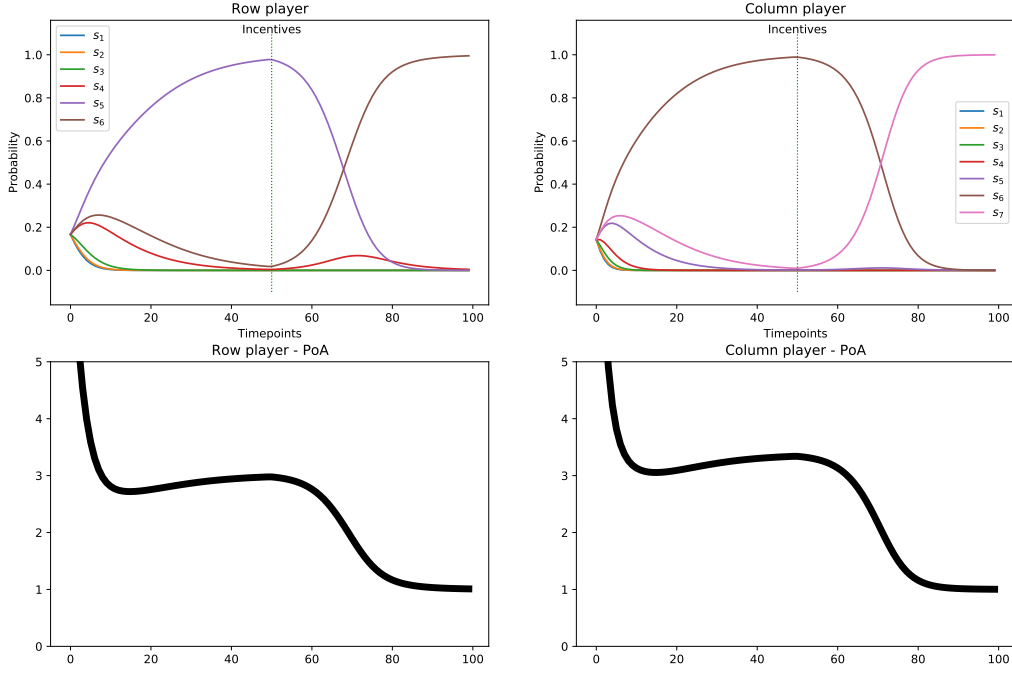 Row player
Incentives
s1
s2
s3
s4
s5
s6
1.0
0.8
0.6
0.4
0.2
0.0
Probability
0 20 40 60 80 100
Timepoints
Column player
Incentives
s1
s2
s3
s4
s5
s6
s7
1.0
0.8
0.6
0.4
0.2
0.0
Probability
0 20 40 60 80 100
Timepoints
Row player - PoA
5
4
3
2
1
0
0 20 40 60 80 100
Column player - PoA
5
4
3
2
1
0
0 20 40 60 80 100